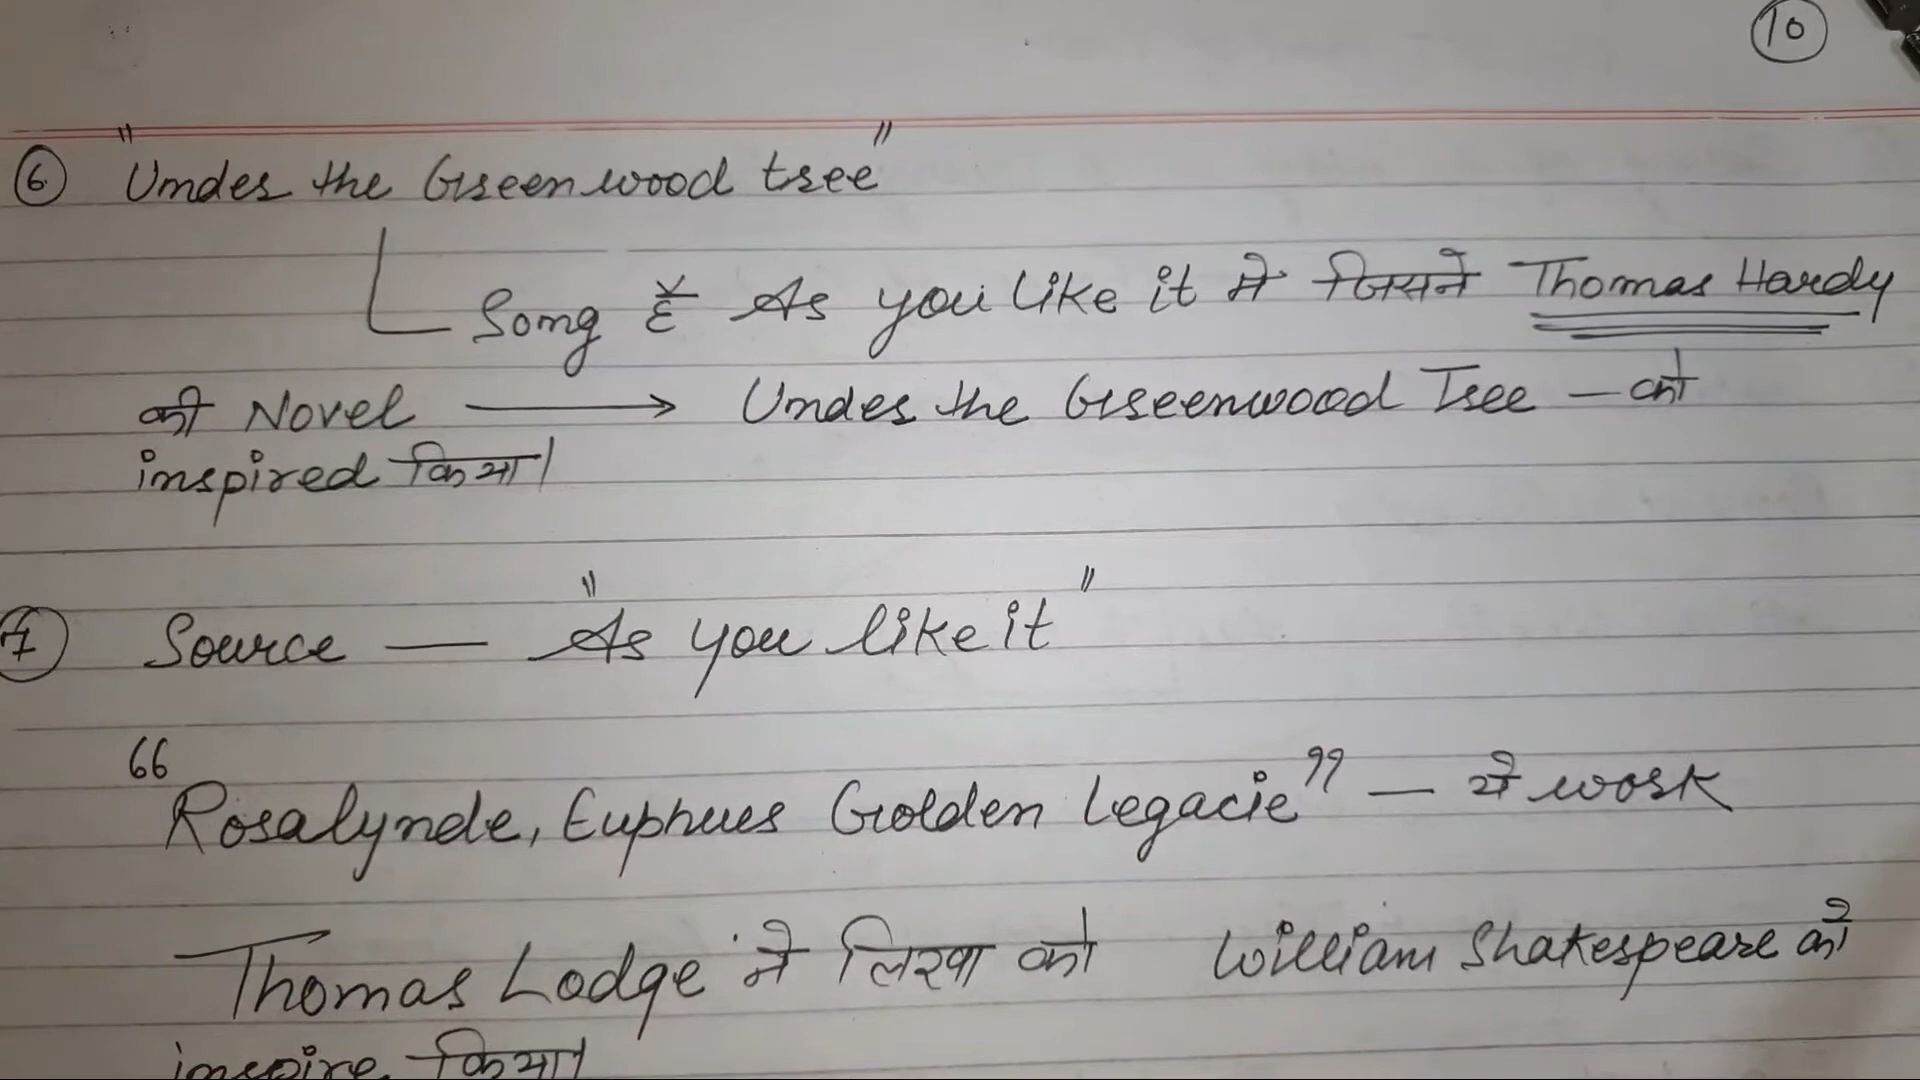 10
6 "Under the Greenwood tree"
Song है As you like it मे जिसने Thomas Hardy
की Novel → Under the Greenwood Tree – को
inspired किया।
7 Source — "As you like it"
"Rosalynde, Euphues Golden Legacie" – ये work
Thomas Lodge ने लिखा को William Shakespeare को
inspire किया।